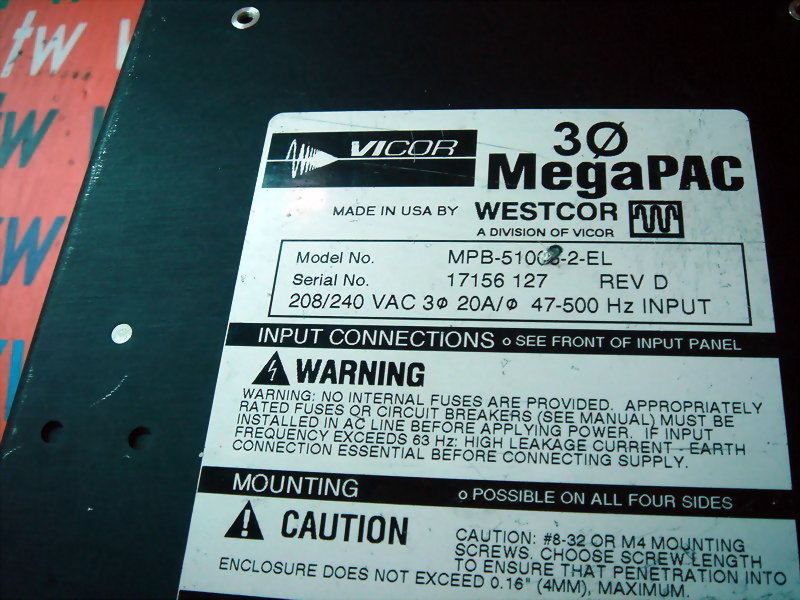 tw
VICOR
3Ø
MegaPAC
MADE IN USA BY WESTCOR
A DIVISION OF VICOR
Model No. -2-EL
Serial No. 17156 127 REV D
208/240 VAC 3ø 20A/ø 47-500 Hz INPUT
INPUT CONNECTIONS o SEE FRONT OF INPUT PANEL
WARNING
WARNING: NO INTERNAL FUSES ARE PROVIDED. APPROPRIATELY
RATED FUSES OR CIRCUIT BREAKERS (SEE MANUAL) MUST BE
INSTALLED IN AC LINE BEFORE APPLYING POWER. IF INPUT
FREQUENCY EXCEEDS 63 Hz: HIGH LEAKAGE CURRENT - EARTH
CONNECTION ESSENTIAL BEFORE CONNECTING SUPPLY.
MOUNTING o POSSIBLE ON ALL FOUR SIDES
CAUTION
CAUTION: #8-32 OR M4 MOUNTING
SCREWS. CHOOSE SCREW LENGTH
TO ENSURE THAT PENETRATION INTO
ENCLOSURE DOES NOT EXCEED 0.16" (4MM), MAXIMUM.